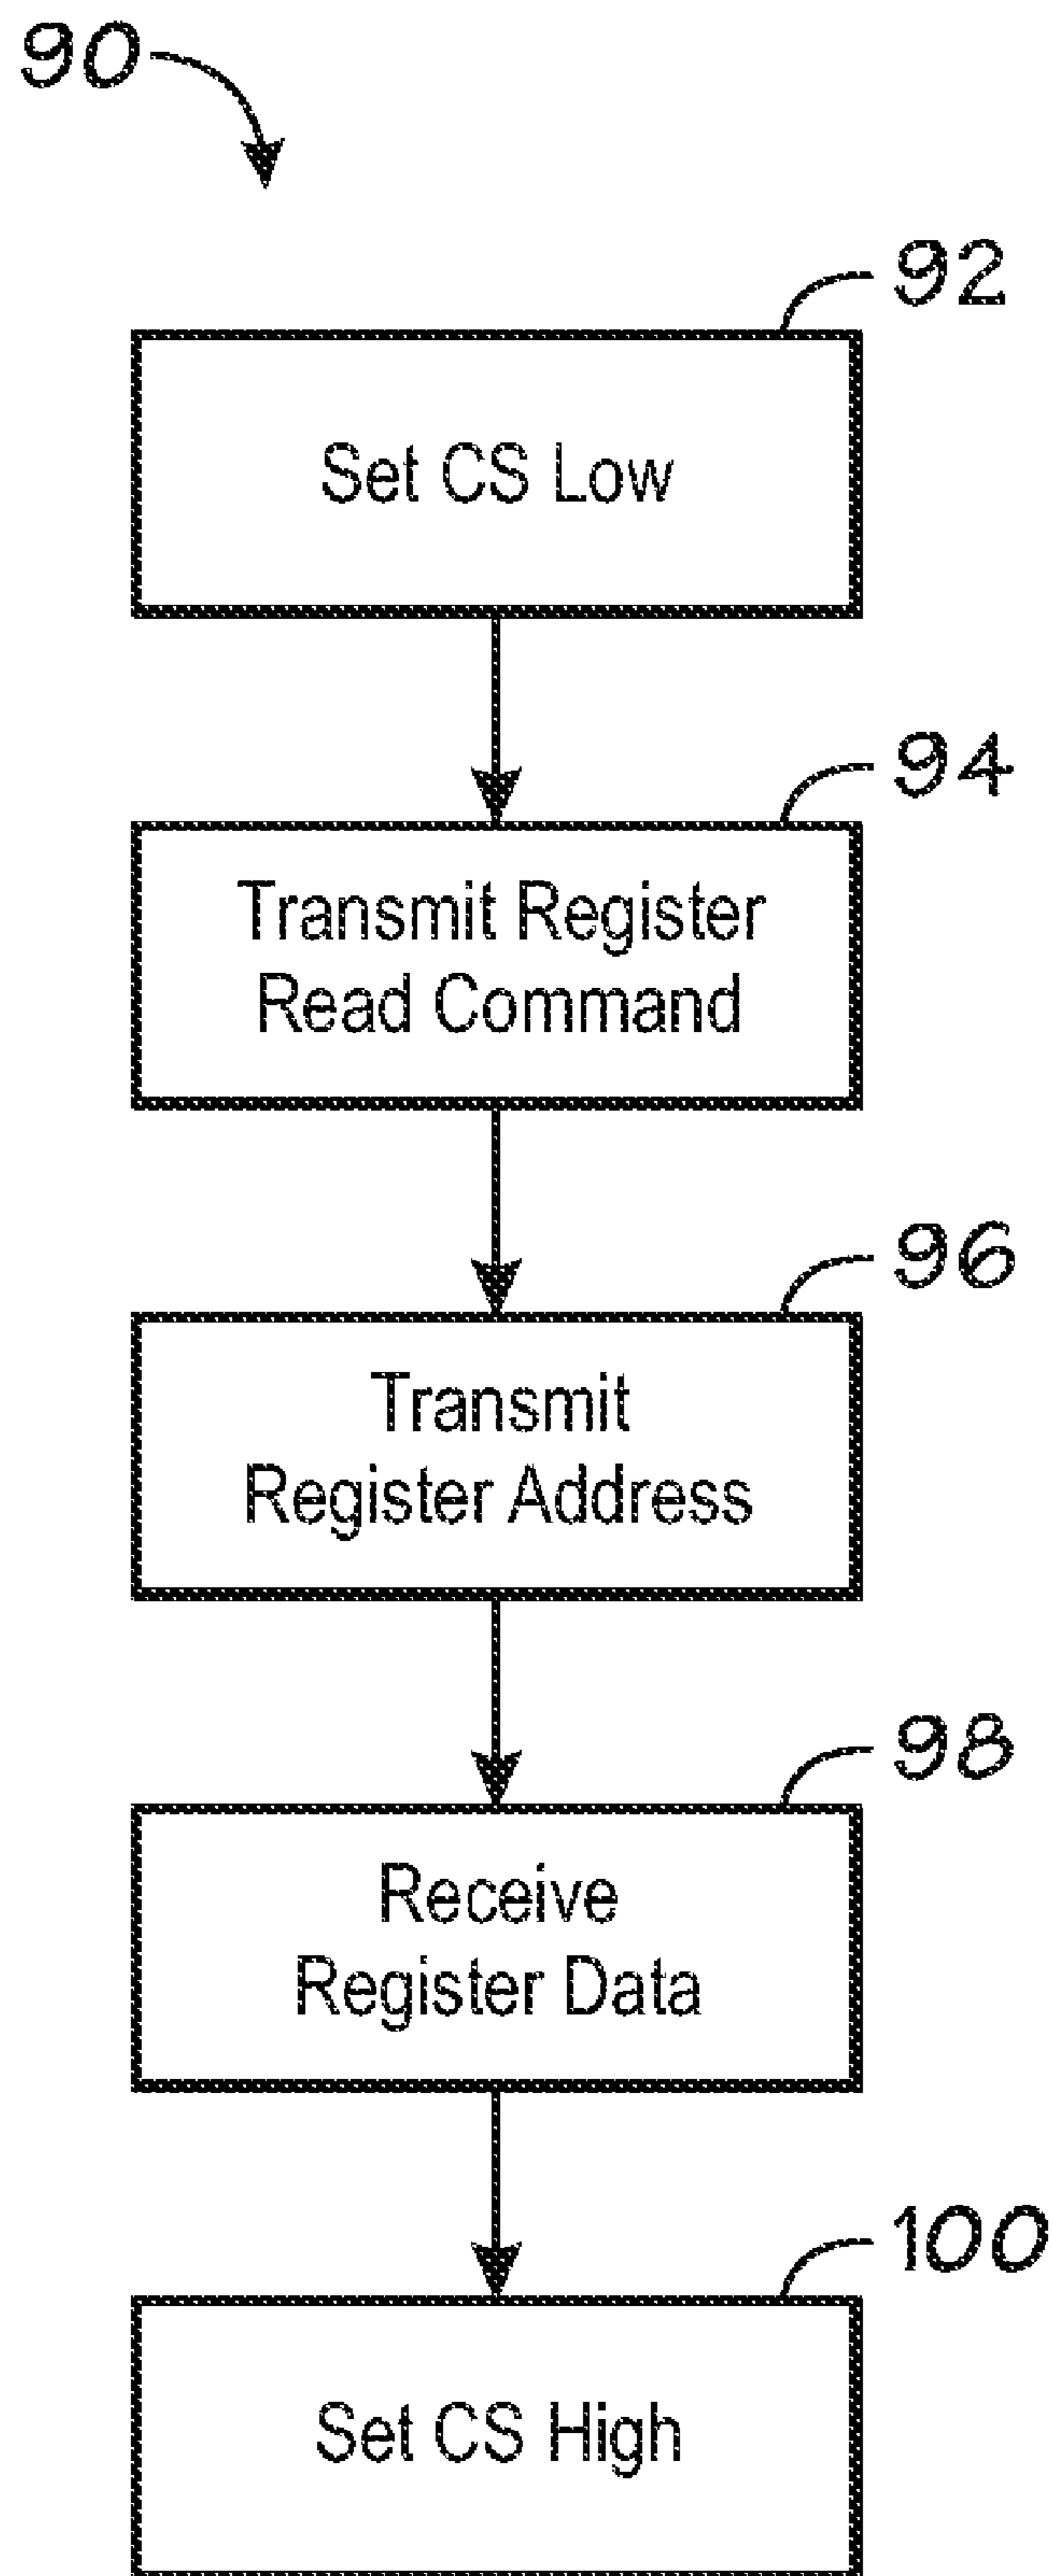 90
92
Set CS Low
94
Transmit Register
Read Command
96
Transmit
Register Address
98
Receive
Register Data
100
Set CS High